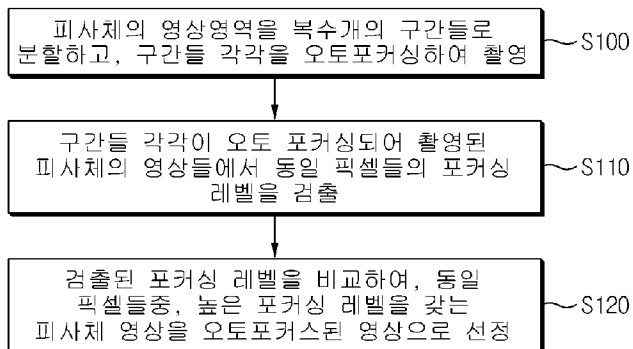 피사체의 영상영역을 복수개의 구간들로
분할하고, 구간들 각각을 오토포커싱하여 촬영
S100
구간들 각각이 오토 포커싱되어 촬영된
피사체의 영상들에서 동일 픽셀들의 포커싱
레벨을 검출
S110
검출된 포커싱 레벨을 비교하여, 동일
픽셀들중, 높은 포커싱 레벨을 갖는
피사체 영상을 오토포커스된 영상으로 선정
S120